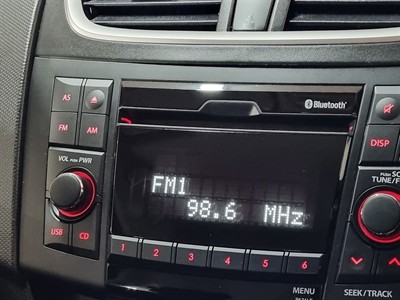 Bluetooth®
AS
FM AM
DISP
VOL PUSH PWR
PUSH
TUNE/
FM1
98.6 MHz
USB CD
1 2 3 4 5 6
MENU
SEEK/TRACK